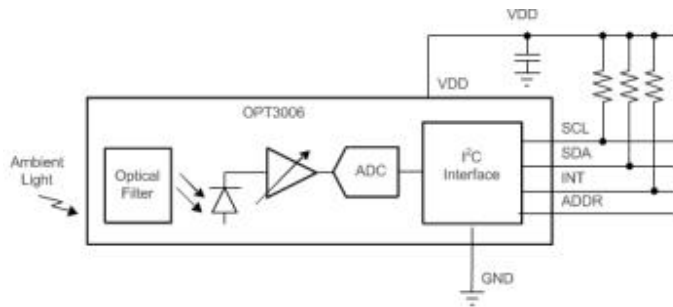 VDD
VDD
OPT3006
Ambient
Light
Optical
Filter
ADC
I²C
Interface
SCL
SDA
INT
ADDR
GND